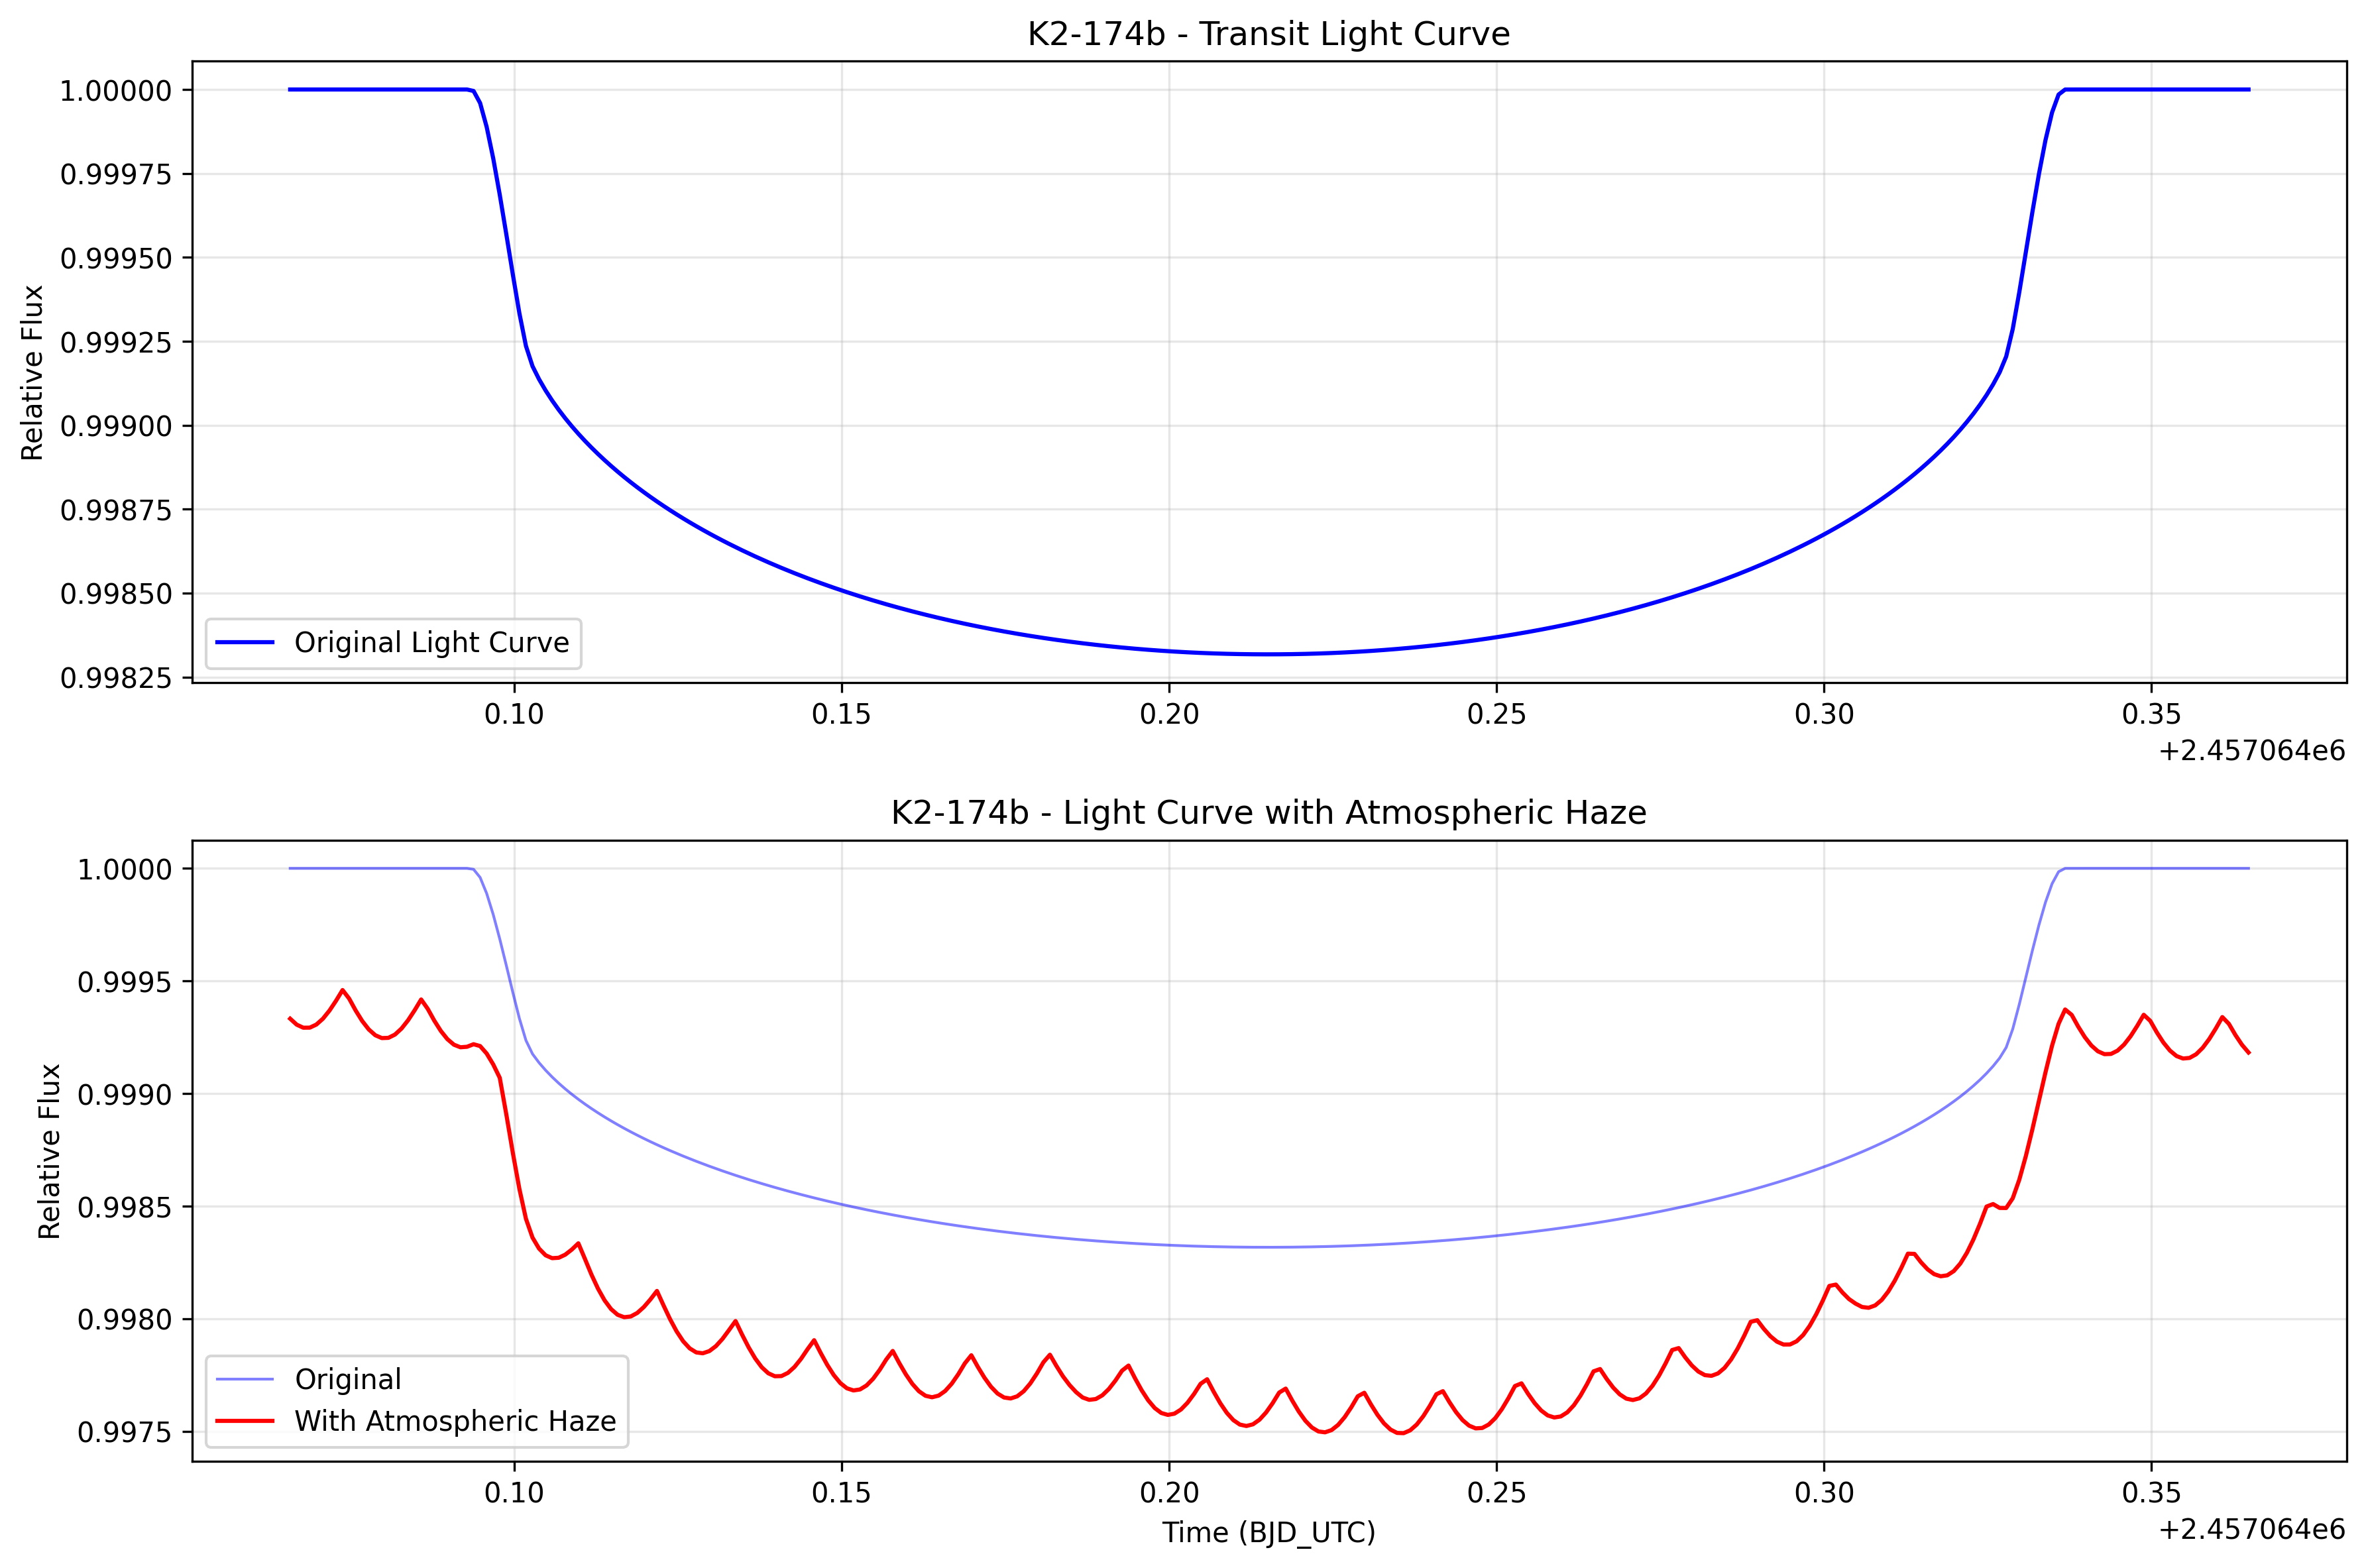 K2-174b - Transit Light Curve
1.00000
0.99975
0.99950
0.99925
0.99900
0.99875
0.99850
0.99825
Relative Flux
Original Light Curve
0.10 0.15 0.20 0.25 0.30 0.35
+2.457064e6
K2-174b - Light Curve with Atmospheric Haze
1.0000
0.9995
0.9990
0.9985
0.9980
0.9975
Relative Flux
Original
With Atmospheric Haze
0.10 0.15 0.20 0.25 0.30 0.35
Time (BJD_UTC)
+2.457064e6